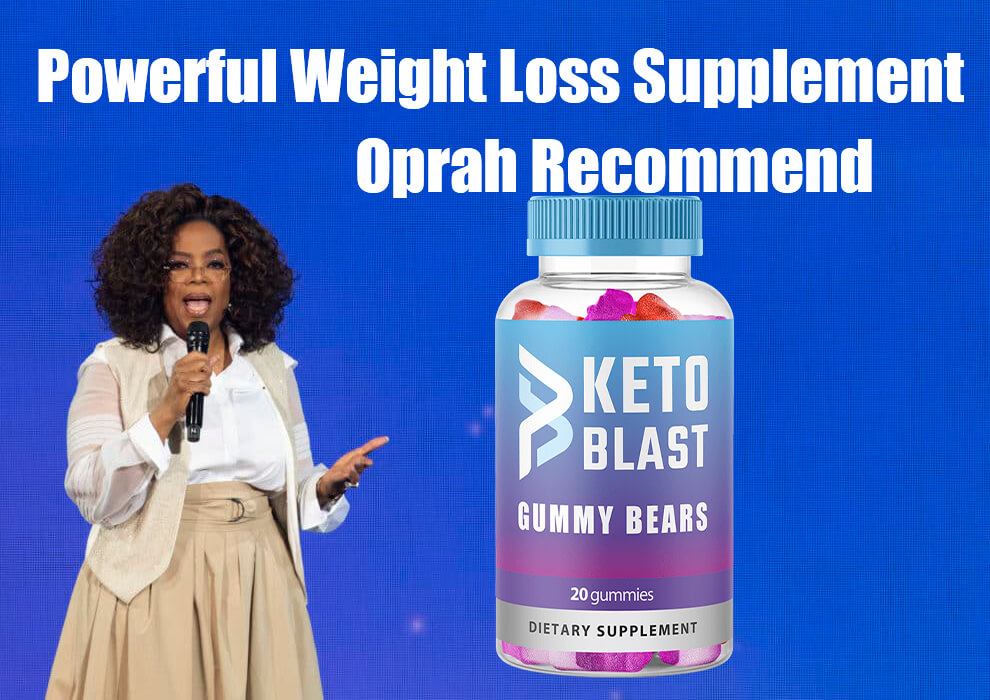 Powerful Weight Loss Supplement
Oprah Recommend
KETO
BLAST
GUMMY BEARS
20 gummies
DIETARY SUPPLEMENT